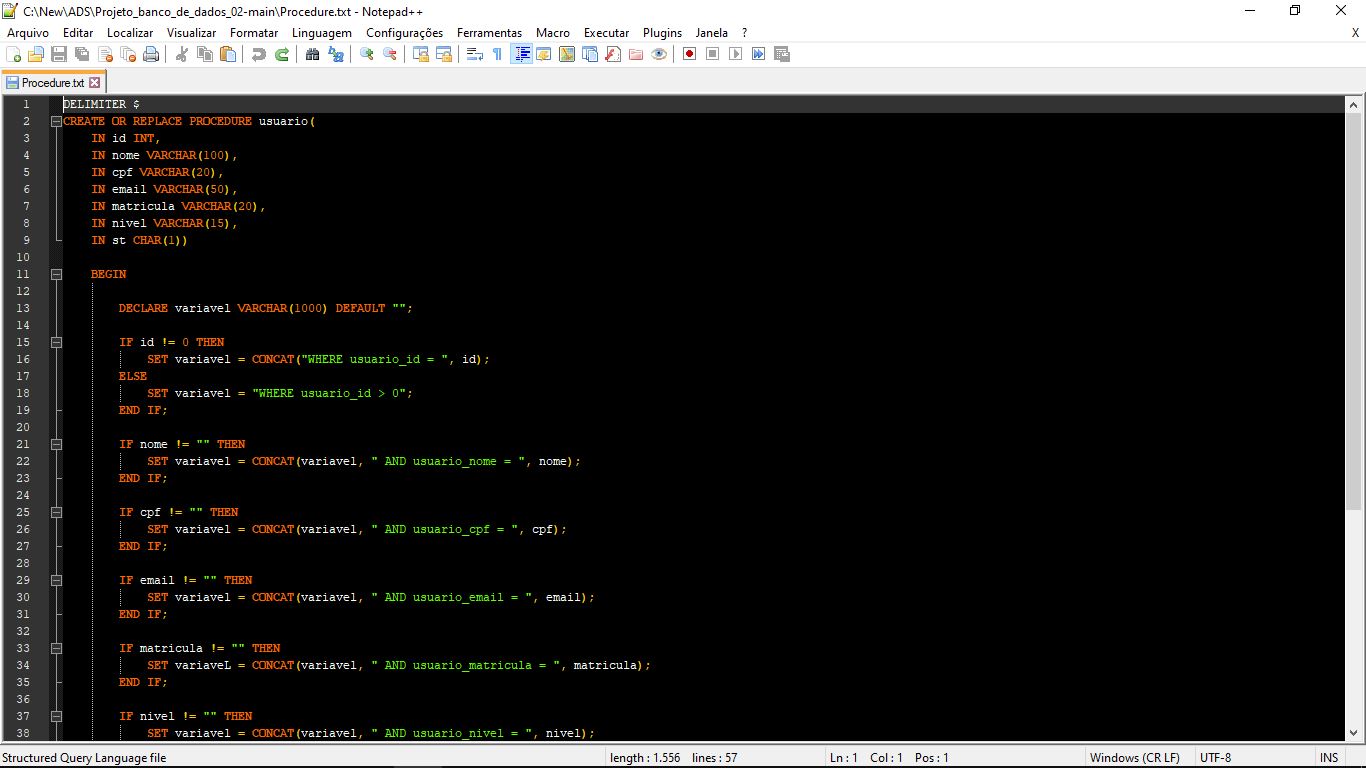 C:\New\ADS\Projeto_banco_de_dados_02-main\Procedure.txt - Notepad++
Arquivo Editar Localizar Visualizar Formatar Linguagem Configurações Ferramentas Macro Executar Plugins Janela ? X
Procedure.txt
1 DELIMITER $
2 CREATE OR REPLACE PROCEDURE usuario(
3 IN id INT,
4 IN nome VARCHAR(100),
5 IN cpf VARCHAR(20),
6 IN email VARCHAR(50),
7 IN matricula VARCHAR(20),
8 IN nivel VARCHAR(15),
9 IN st CHAR(1))
10
11 BEGIN
12
13 DECLARE variavel VARCHAR(1000) DEFAULT "";
14
15 IF id != 0 THEN
16 SET variavel = CONCAT("WHERE usuario_id = ", id);
17 ELSE
18 SET variavel = "WHERE usuario_id > 0";
19 END IF;
20
21 IF nome != "" THEN
22 SET variavel = CONCAT(variavel, " AND usuario_nome = ", nome);
23 END IF;
24
25 IF cpf != "" THEN
26 SET variavel = CONCAT(variavel, " AND usuario_cpf = ", cpf);
27 END IF;
28
29 IF email != "" THEN
30 SET variavel = CONCAT(variavel, " AND usuario_email = ", email);
31 END IF;
32
33 IF matricula != "" THEN
34 SET variaveL = CONCAT(variavel, " AND usuario_matricula = ", matricula);
35 END IF;
36
37 IF nivel != "" THEN
38 SET variavel = CONCAT(variavel, " AND usuario_nivel = ", nivel);
Structured Query Language file length : 1.556 lines : 57 Ln : 1 Col : 1 Pos : 1 Windows (CR LF) UTF-8 INS